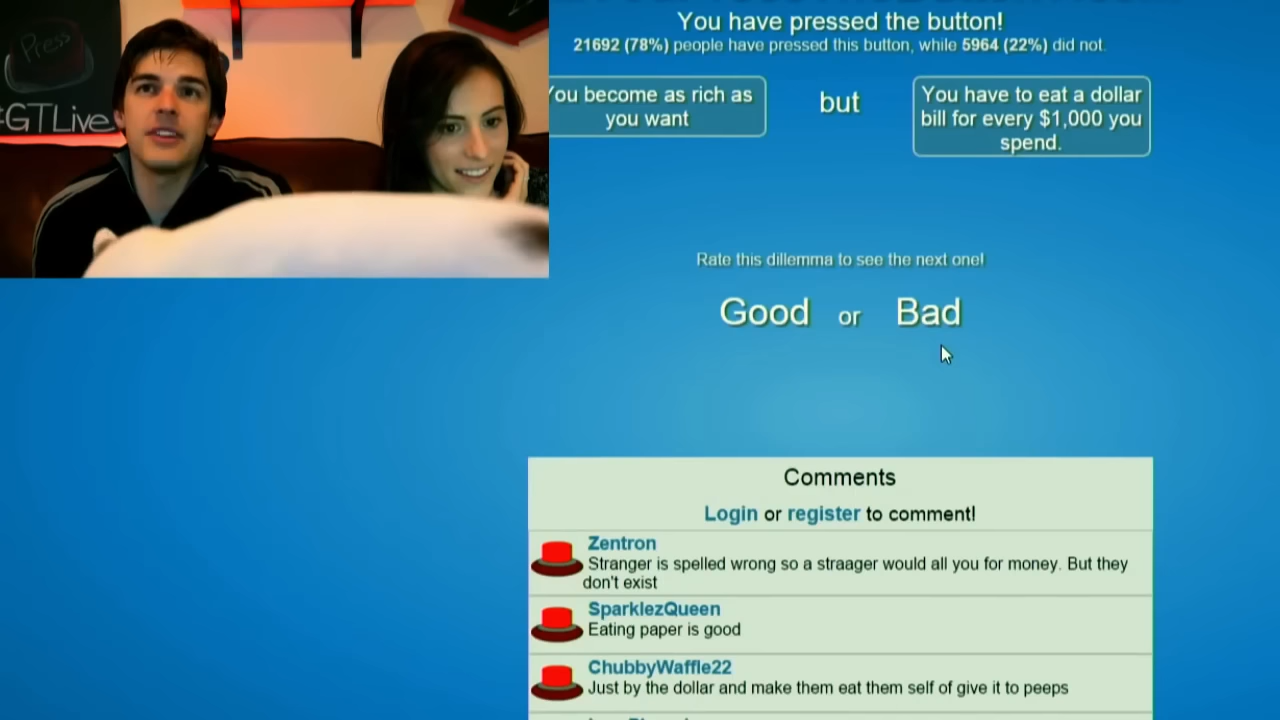 Press
#GTLive
You have pressed the button!
21692 (78%) people have pressed this button, while 5964 (22%) did not.
You become as rich as
you want
but
You have to eat a dollar
bill for every $1,000 you
spend.
Rate this dillemma to see the next one!
Good or Bad
Comments
Login or register to comment!
Zentron
Stranger is spelled wrong so a straager would all you for money. But they
don't exist
SparklezQueen
Eating paper is good
ChubbyWaffle22
Just by the dollar and make them eat them self of give it to peeps